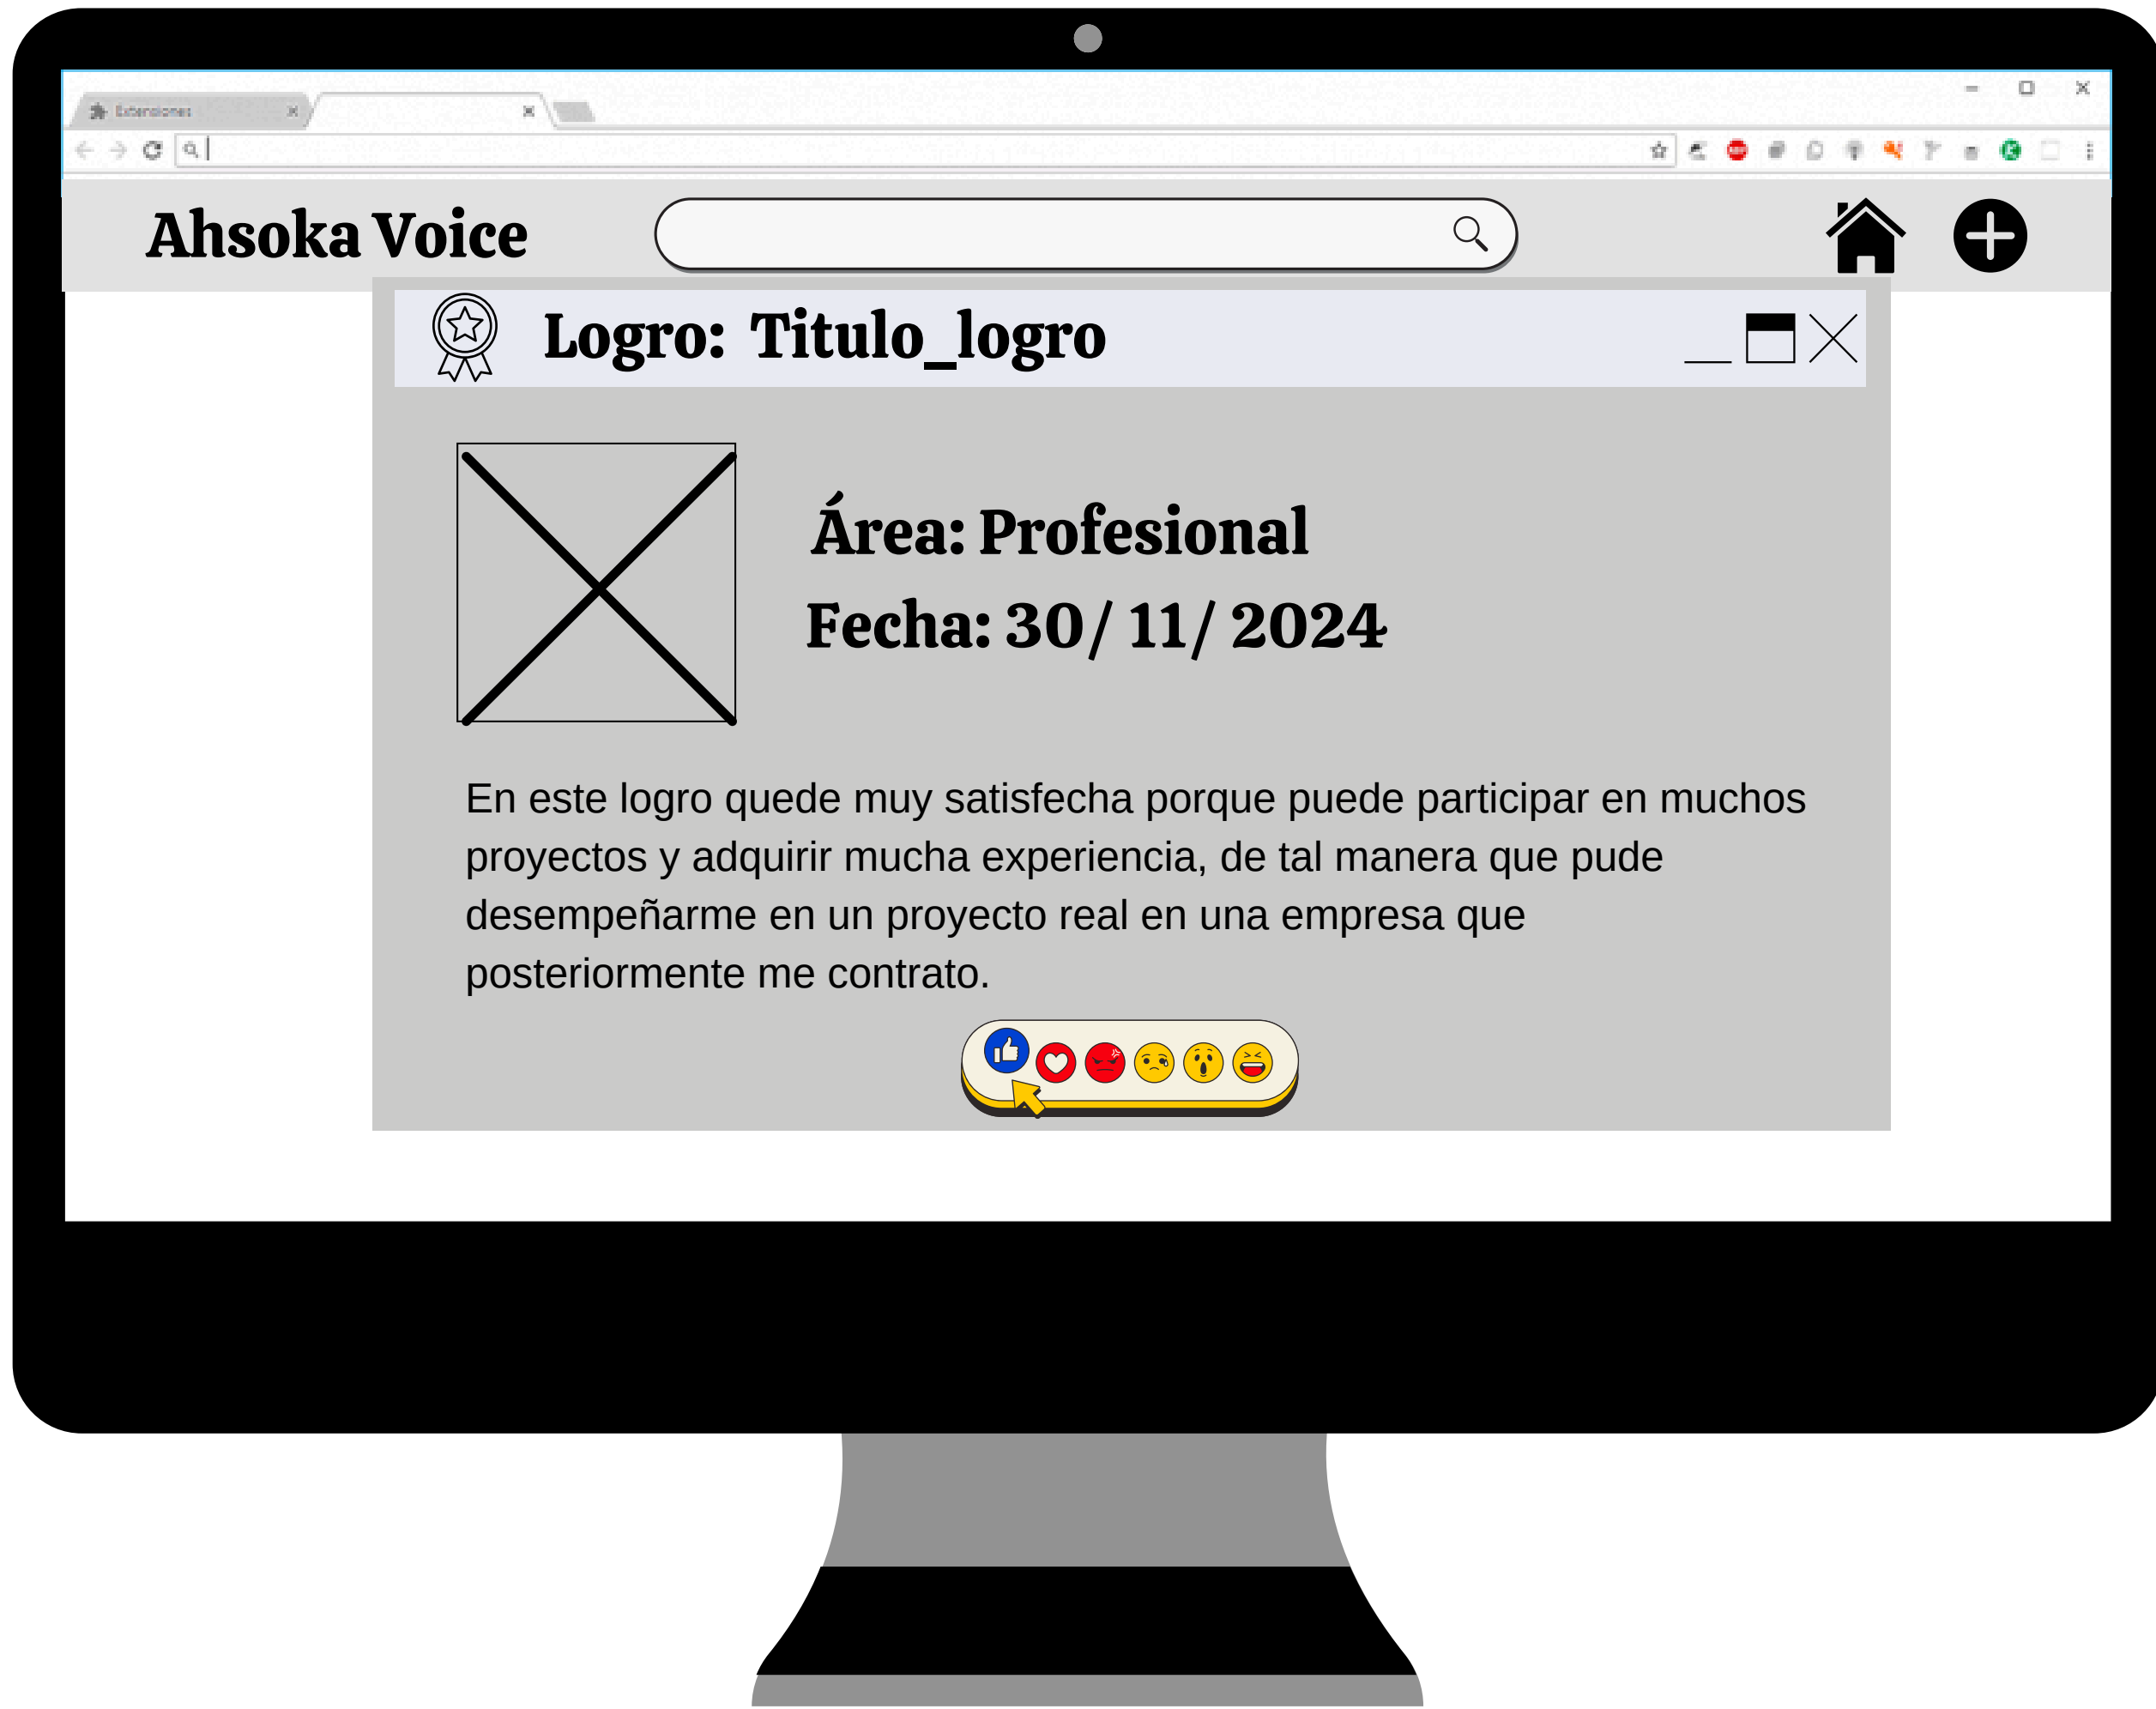 Extensiones
Ahsoka Voice
Logro: Titulo_logro
Área: Profesional
Fecha: 30/ 11/ 2024
En este logro quede muy satisfecha porque puede participar en muchos
proyectos y adquirir mucha experiencia, de tal manera que pude
desempeñarme en un proyecto real en una empresa que
posteriormente me contrato.